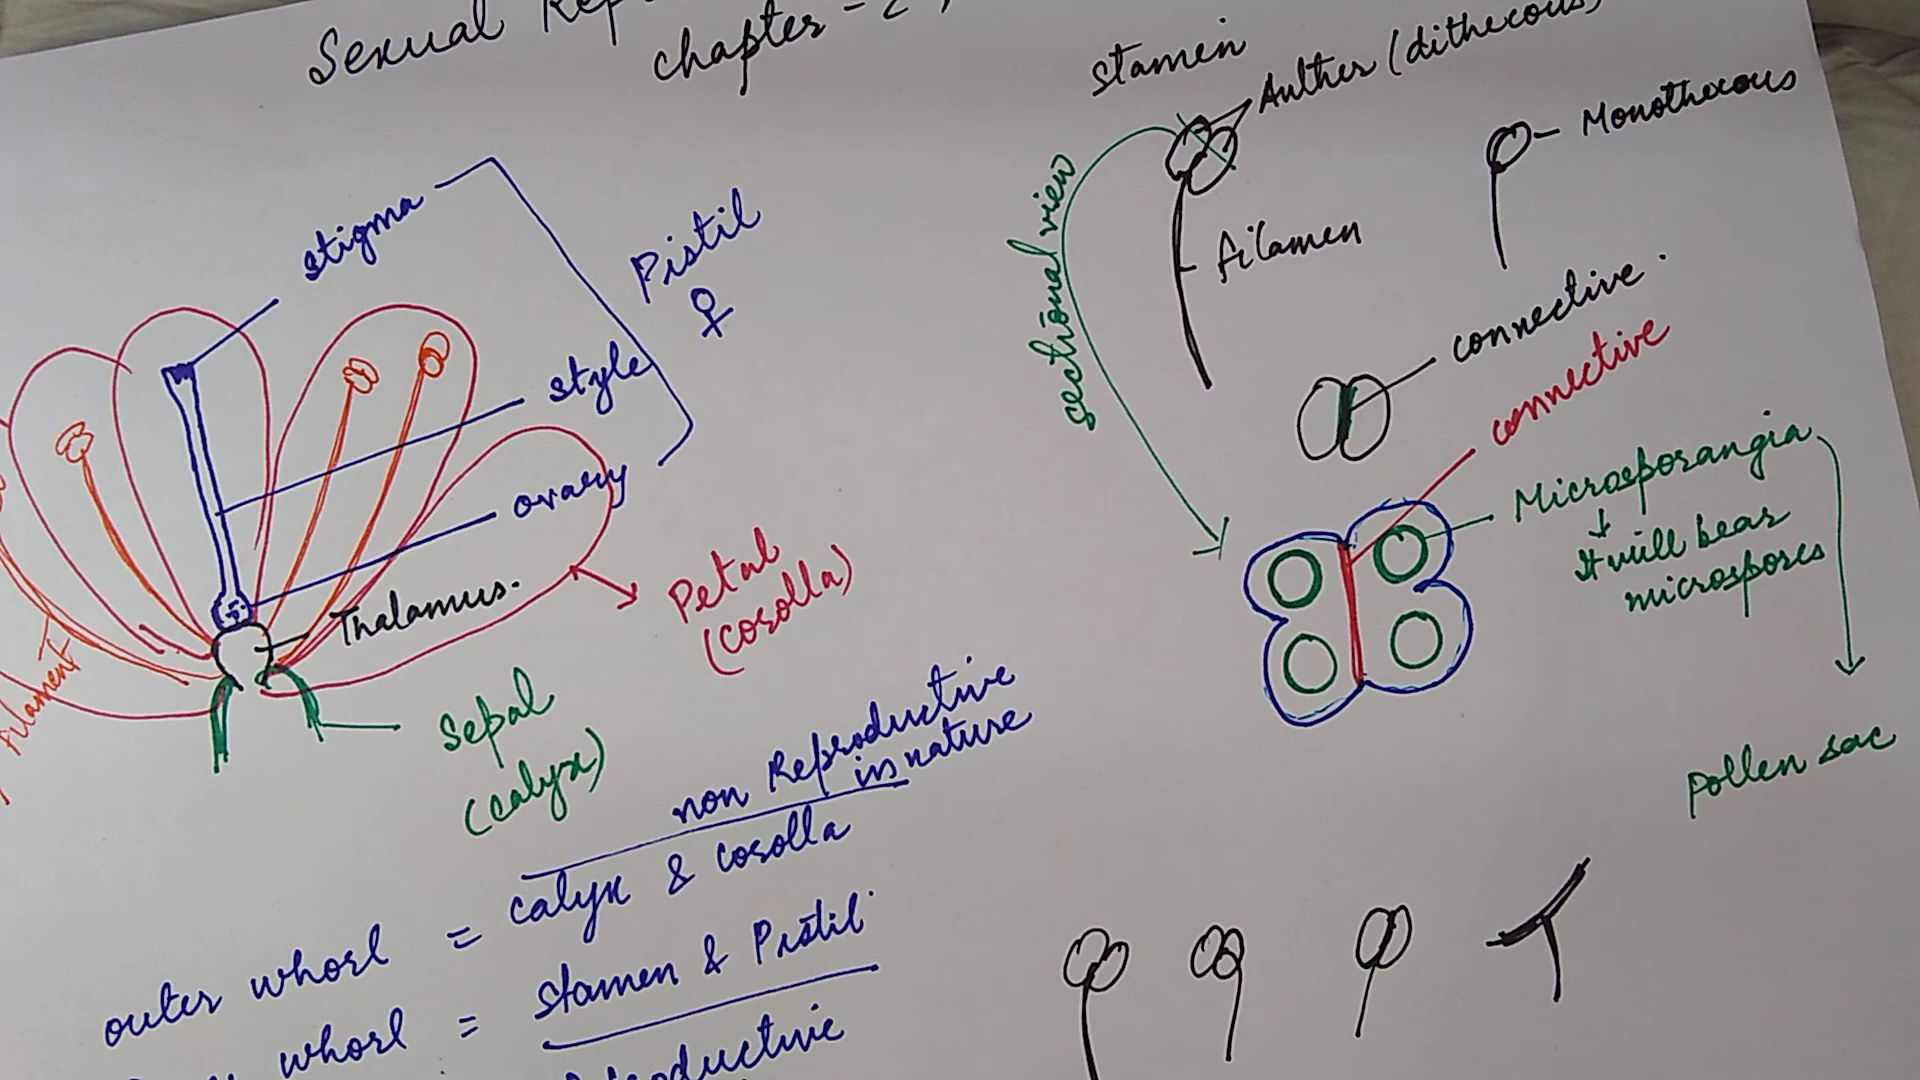 Sexual
chapter - 2
stamen
Anther (dithecous)
Monothecous
filamen
sectional view
connective
connective
Microsporangia
It will bear
microspores
pollen sac
stigma
Pistil
style
ovary
Thalamus.
Petal
(corolla)
Filament
Sepal
(calyx)
non Reproductive
in nature
outer whorl = calyx & corolla
whorl = stamen & Pistil